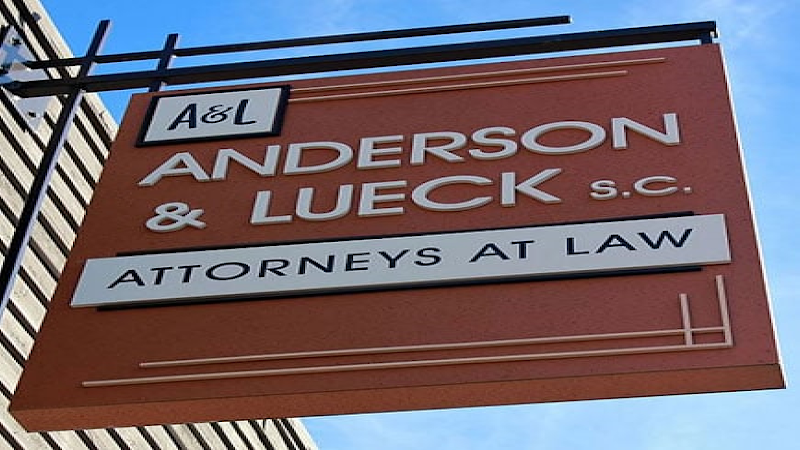 A&L
ANDERSON
& LUECK S.C.
ATTORNEYS AT LAW